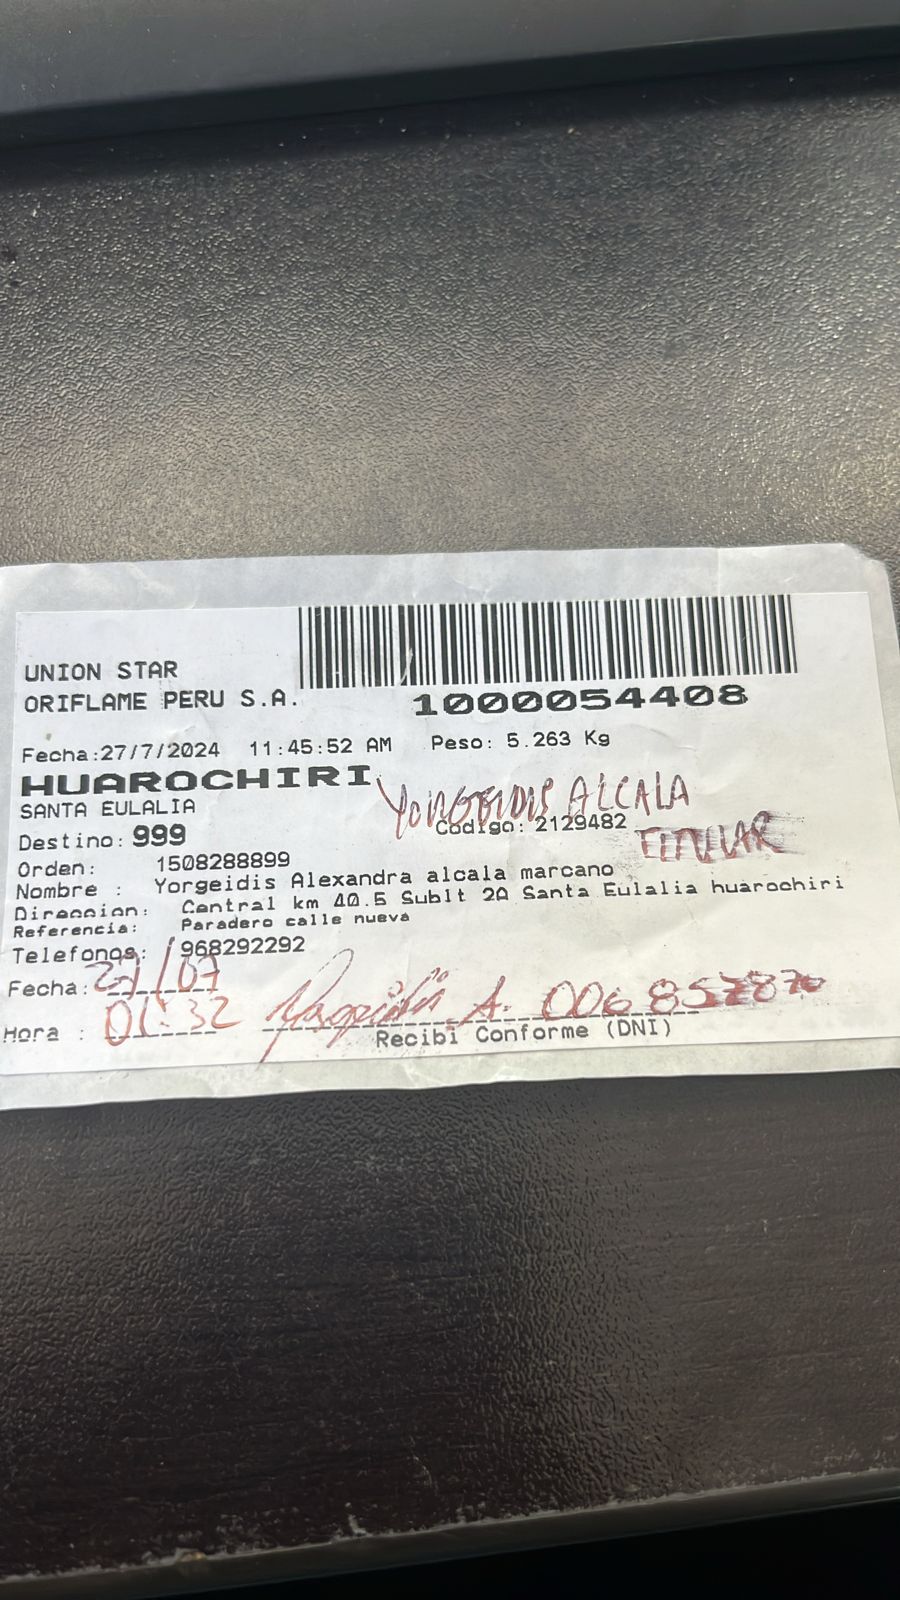 UNION STAR
ORIFLAME PERU S.A.
1000054408
Fecha:27/7/2024 11:45:52 AM Peso: 5.263 Kg
HUAROCHIRI
SANTA EULALIA
YORGEIDIS ALCALA
Destino: 999 Codigo: 2129482
TITULAR
Orden: 1508288899
Nombre : Yorgeidis Alexandra alcala marcano
Direccion: Central km 40.5 Sublt 2A Santa Eulalia huarochiri
Referencia: Paradero calle nueva
Telefonos: / 968292292
Fecha: 27/07
Hora : 01:32 Yorgeidis A. 006857870
Recibi Conforme (DNI)